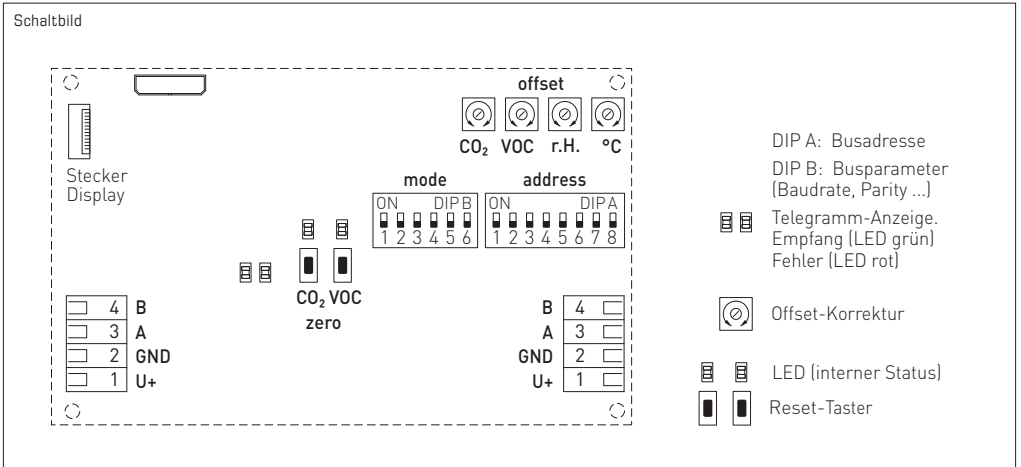 Schaltbild
offset
CO₂ VOC r.H. °C
Stecker
Display
mode address
ON DIP B ON DIP A
1 2 3 4 5 6 1 2 3 4 5 6 7 8
CO₂ VOC
zero
4 B
3 A
2 GND
1 U+
B 4
A 3
GND 2
U+ 1
DIP A: Busadresse
DIP B: Busparameter
(Baudrate, Parity ...)
Telegramm-Anzeige.
Empfang (LED grün)
Fehler (LED rot)
Offset-Korrektur
LED (interner Status)
Reset-Taster